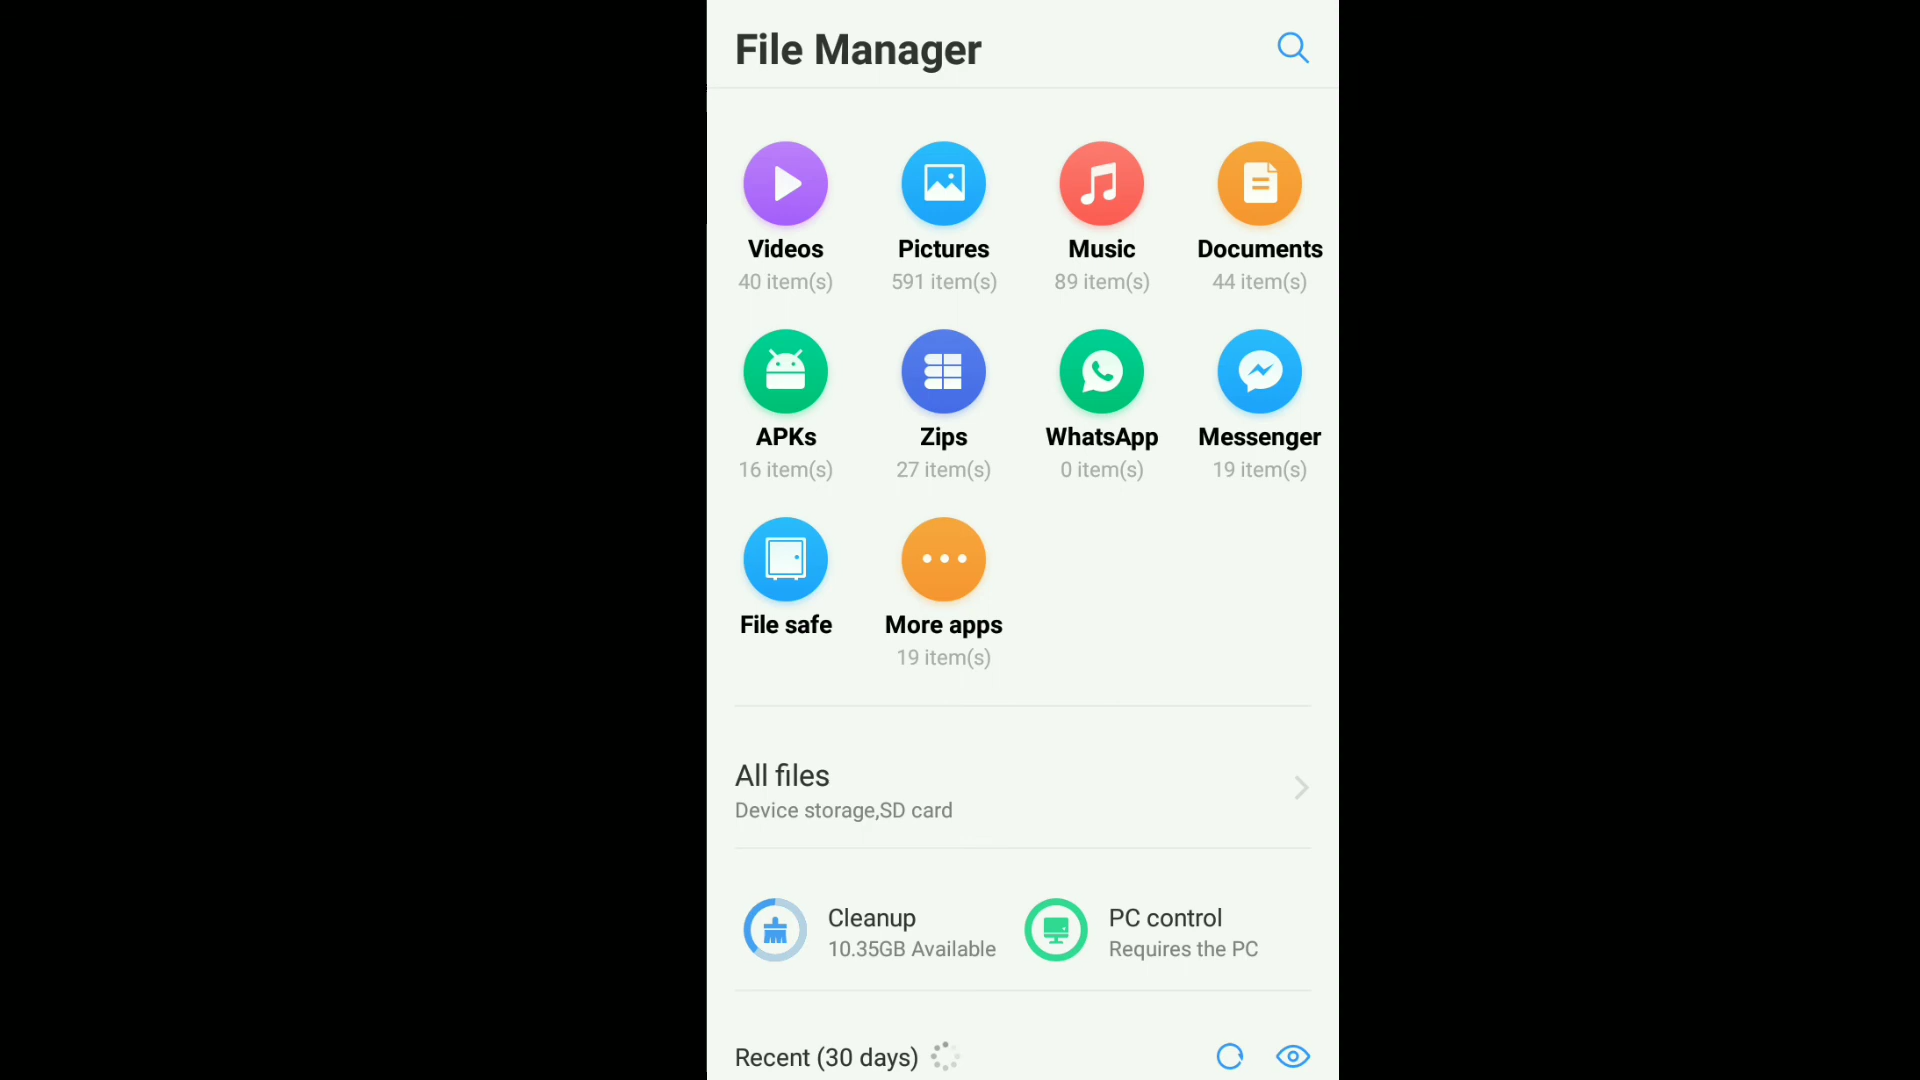 File Manager
Videos Pictures Music Documents
40 item(s) 591 item(s) 89 item(s) 44 item(s)
APKs Zips WhatsApp Messenger
16 item(s) 27 item(s) 0 item(s) 19 item(s)
File safe More apps
19 item(s)
All files
Device storage,SD card
Cleanup PC control
10.35GB Available Requires the PC
Recent (30 days)